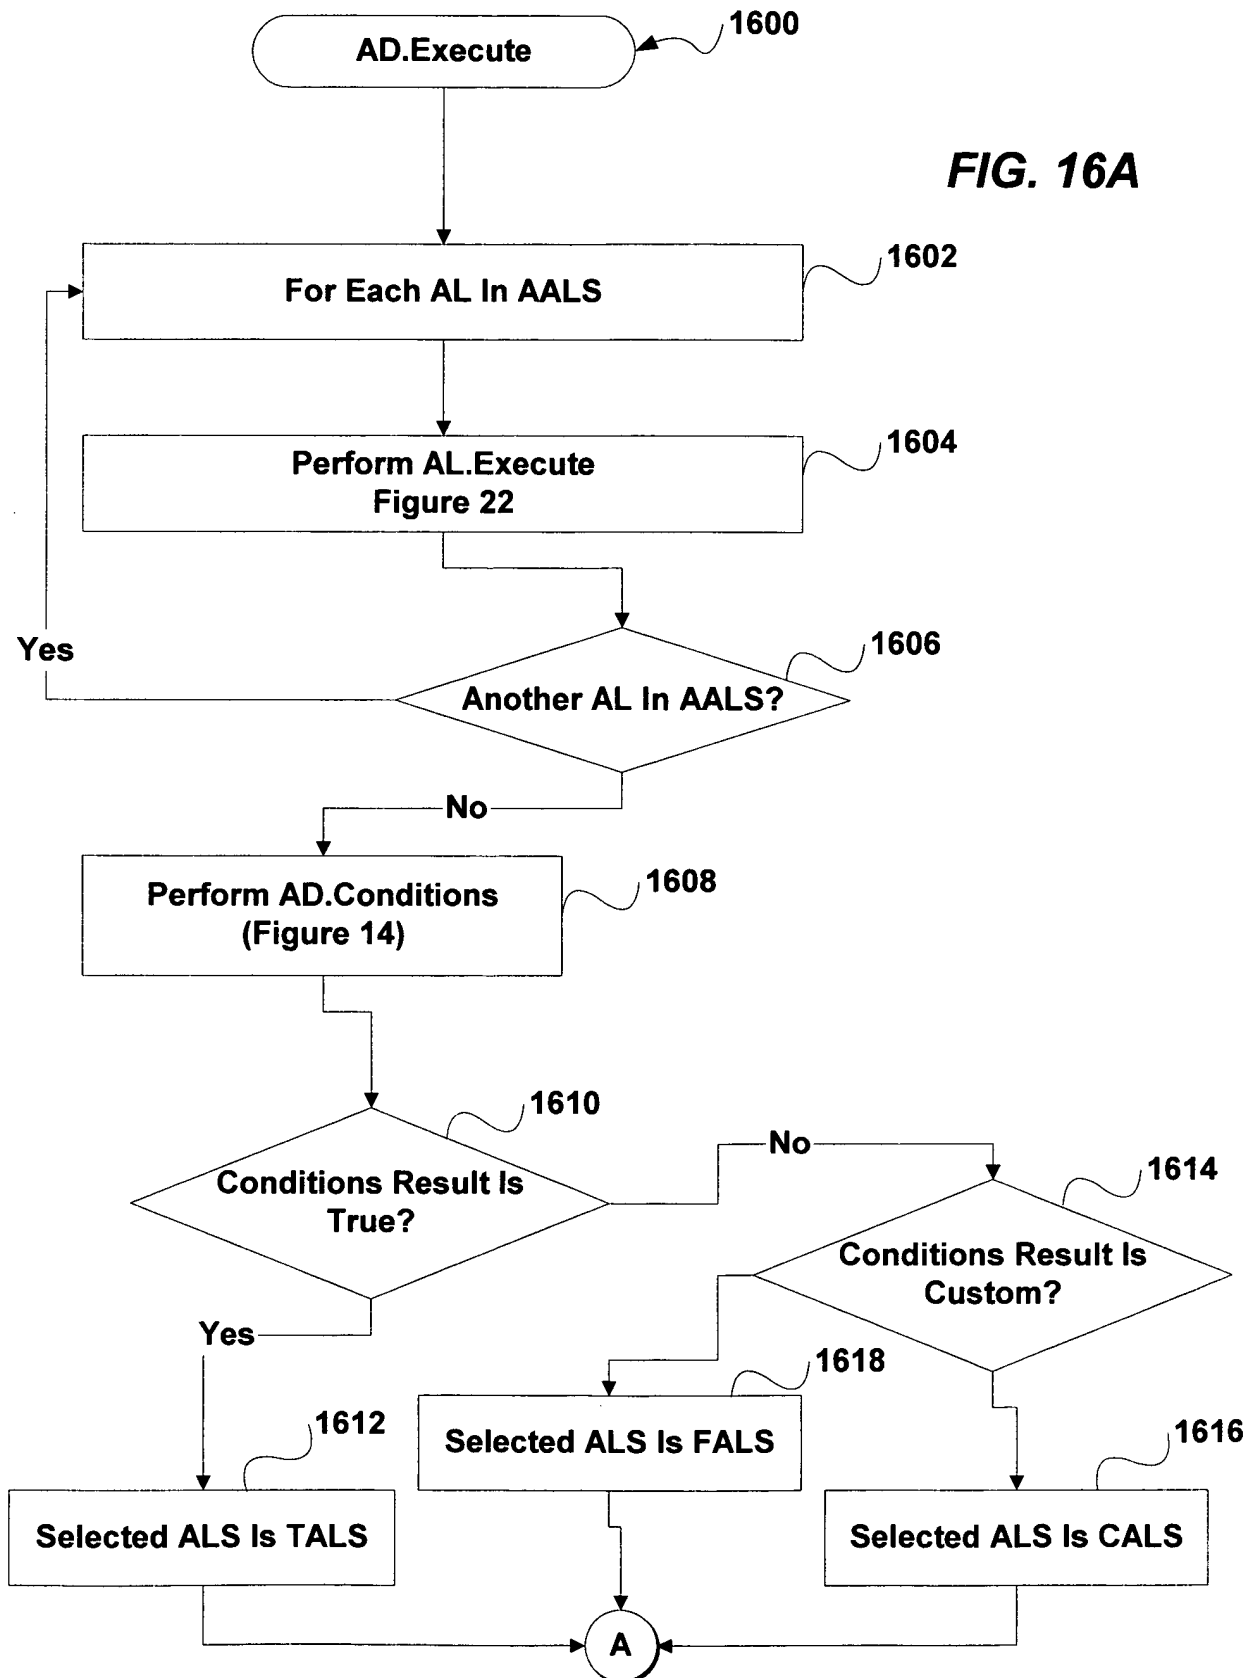 1600
AD.Execute
FIG. 16A
1602
For Each AL In AALS
1604
Perform AL.Execute
Figure 22
1606
Yes
Another AL In AALS?
No
1608
Perform AD.Conditions
(Figure 14)
1610
No
1614
Conditions Result Is
True?
Conditions Result Is
Custom?
Yes
1618
1612
Selected ALS Is FALS
1616
Selected ALS Is TALS
Selected ALS Is CALS
A